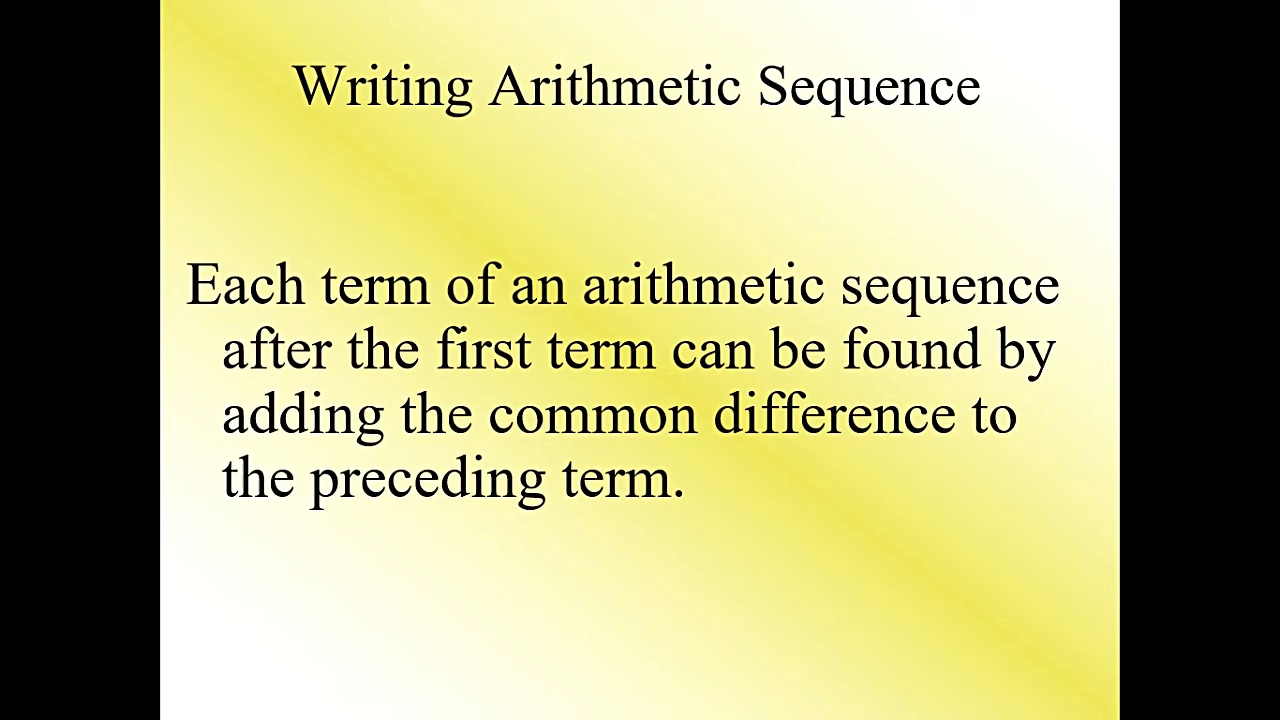 Writing Arithmetic Sequence
Each term of an arithmetic sequence
after the first term can be found by
adding the common difference to
the preceding term.